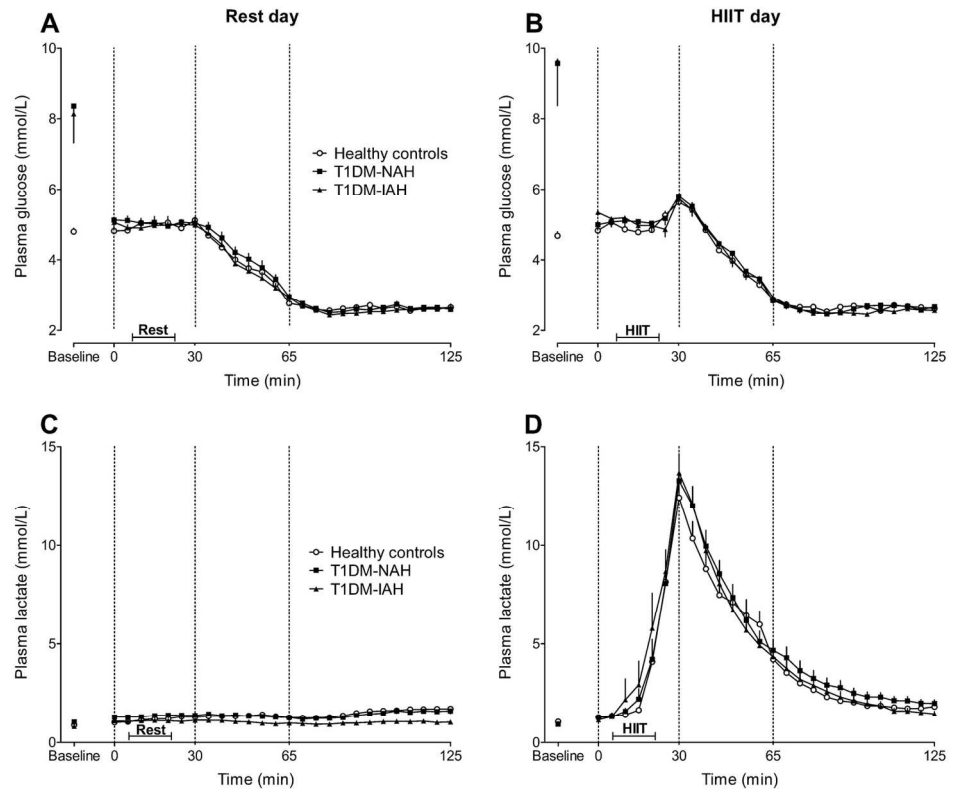 A
Rest day
Plasma glucose (mmol/L)
10
8
6
4
2
Healthy controls
T1DM-NAH
T1DM-IAH
Rest
Baseline 0 30 65 125
Time (min)
B
HIIT day
Plasma glucose (mmol/L)
10
8
6
4
2
HIIT
Baseline 0 30 65 125
Time (min)
C
Plasma lactate (mmol/L)
15
10
5
0
Healthy controls
T1DM-NAH
T1DM-IAH
Rest
Baseline 0 30 65 125
Time (min)
D
Plasma lactate (mmol/L)
15
10
5
0
HIIT
Baseline 0 30 65 125
Time (min)